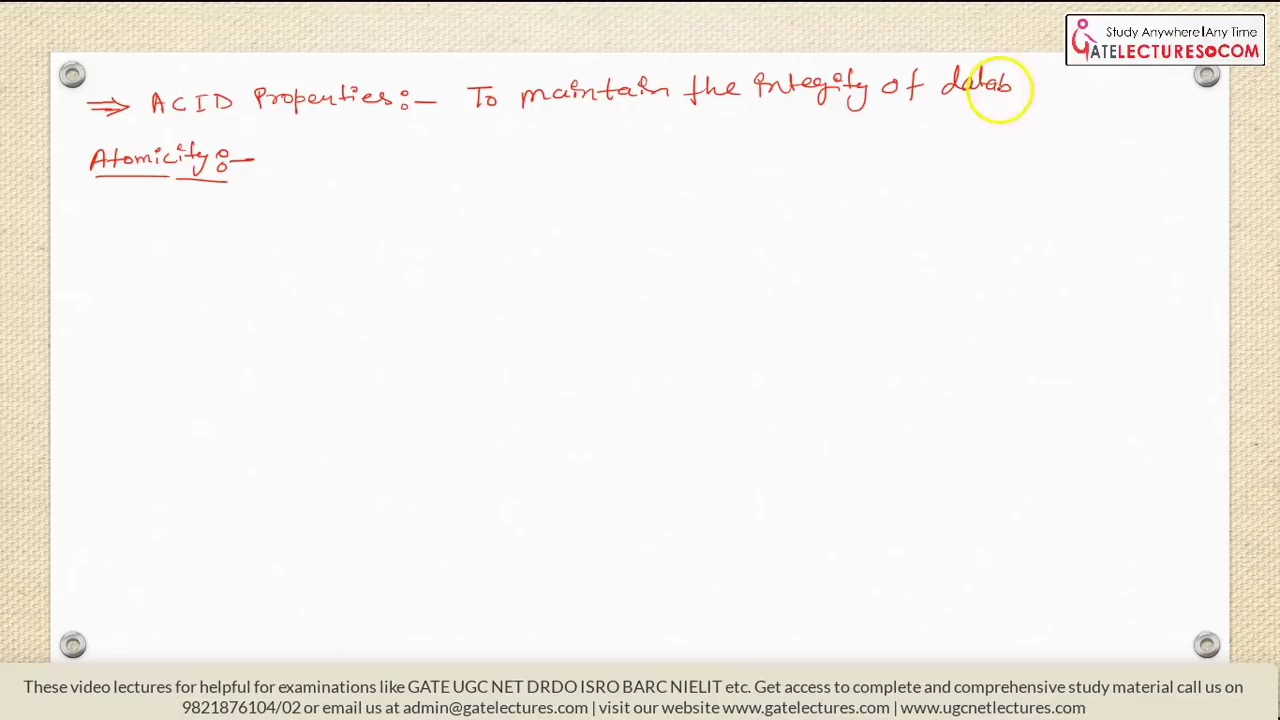 Study Anywhere Any Time
GATELECTURES.COM
⇒ ACID Properties:- To maintain the integrity of datab
Atomicity:-
These video lectures for helpful for examinations like GATE UGC NET DRDO ISRO BARC NIELIT etc. Get access to complete and comprehensive study material call us on
9821876104/02 or email us at admin@gatelectures.com | visit our website www.gatelectures.com | www.ugcnetlectures.com